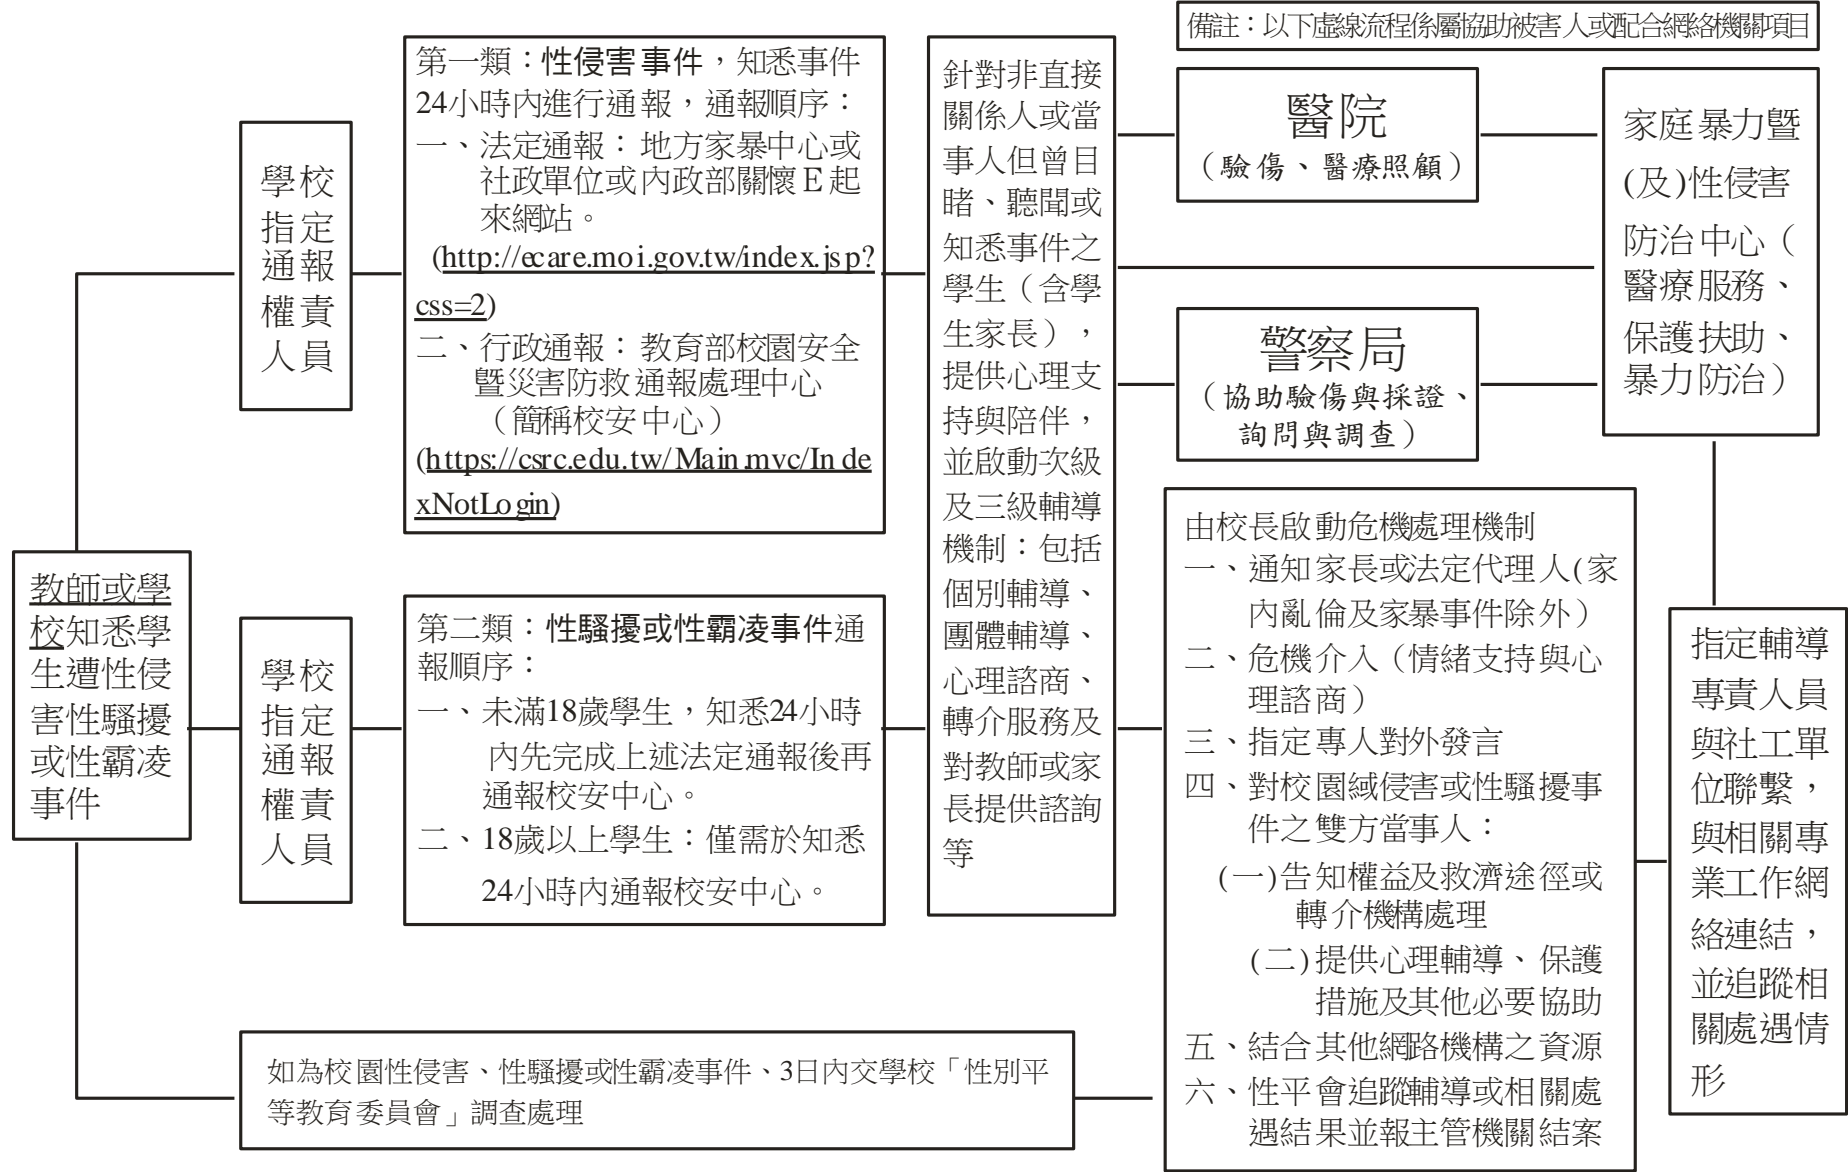 備註：以下虛線流程係屬協助被害人或配合網絡機關項目
教師或學
校知悉學
生遭性侵
害性騷擾
或性霸凌
事件
學校
指定
通報
權責
人員
第一類：性侵害事件，知悉事件
24小時內進行通報，通報順序：
一、法定通報：地方家暴中心或
社政單位或內政部關懷E起
來網站。
(http://ecare.moi.gov.tw/index.jsp?
css=2)
二、行政通報：教育部校園安全
暨災害防救通報處理中心
（簡稱校安中心）
(https://csrc.edu.tw/Main.mvc/Inde
xNotLogin)
學校
指定
通報
權責
人員
第二類：性騷擾或性霸凌事件通
報順序：
一、未滿18歲學生，知悉24小時
內先完成上述法定通報後再
通報校安中心。
二、18歲以上學生：僅需於知悉
24小時內通報校安中心。
如為校園性侵害、性騷擾或性霸凌事件、3日內交學校「性別平
等教育委員會」調查處理
針對非直接
關係人或當
事人但曾目
睹、聽聞或
知悉事件之
學生（含學
生家長），
提供心理支
持與陪伴，
並啟動次級
及三級輔導
機制：包括
個別輔導、
團體輔導、
心理諮商、
轉介服務及
對教師或家
長提供諮詢
等
醫院
（驗傷、醫療照顧）
警察局
（協助驗傷與採證、
詢問與調查）
家庭暴力暨
(及)性侵害
防治中心（
醫療服務、
保護扶助、
暴力防治）
由校長啟動危機處理機制
一、通知家長或法定代理人(家
內亂倫及家暴事件除外）
二、危機介入（情緒支持與心
理諮商）
三、指定專人對外發言
四、對校園緘侵害或性騷擾事
件之雙方當事人：
(一)告知權益及救濟途徑或
轉介機構處理
(二)提供心理輔導、保護
措施及其他必要協助
五、結合其他網路機構之資源
六、性平會追蹤輔導或相關處
遇結果並報主管機關結案
指定輔導
專責人員
與社工單
位聯繫，
與相關專
業工作網
絡連結，
並追蹤相
關處遇情
形